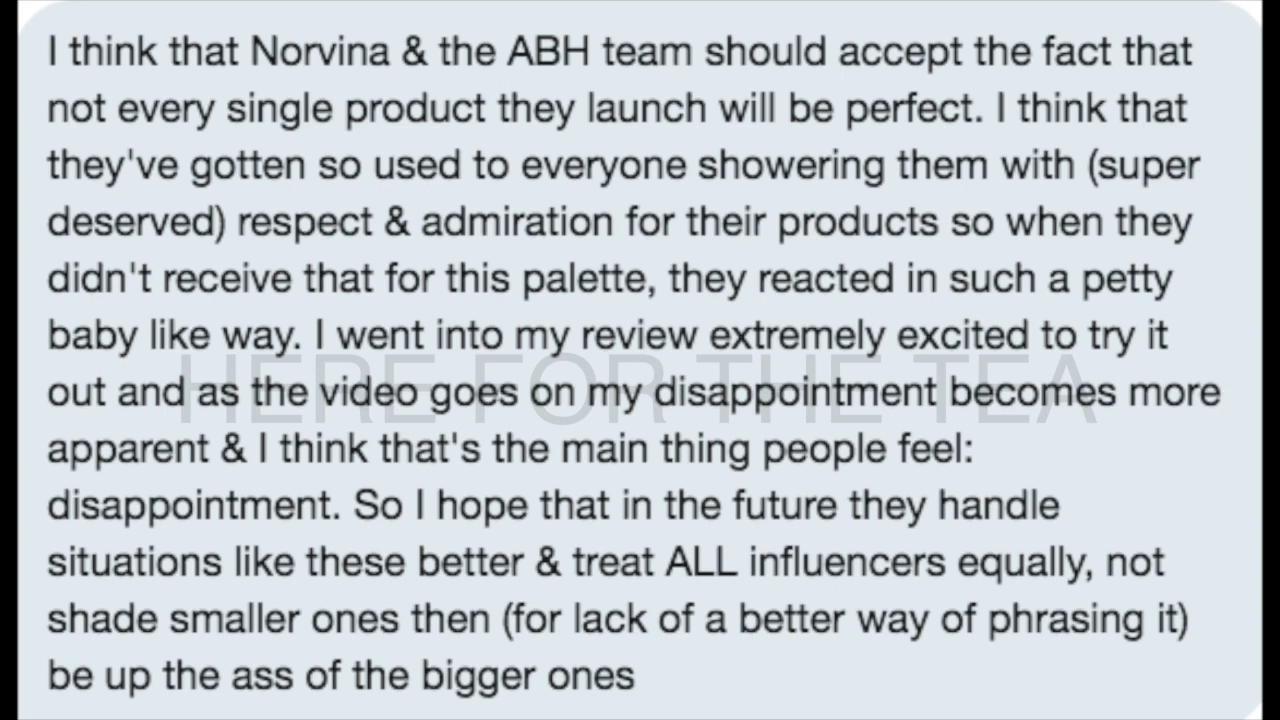 I think that Norvina & the ABH team should accept the fact that
not every single product they launch will be perfect. I think that
they've gotten so used to everyone showering them with (super
deserved) respect & admiration for their products so when they
didn't receive that for this palette, they reacted in such a petty
baby like way. I went into my review extremely excited to try it
HERE FOR THE TEA
out and as the video goes on my disappointment becomes more
apparent & I think that's the main thing people feel:
disappointment. So I hope that in the future they handle
situations like these better & treat ALL influencers equally, not
shade smaller ones then (for lack of a better way of phrasing it)
be up the ass of the bigger ones